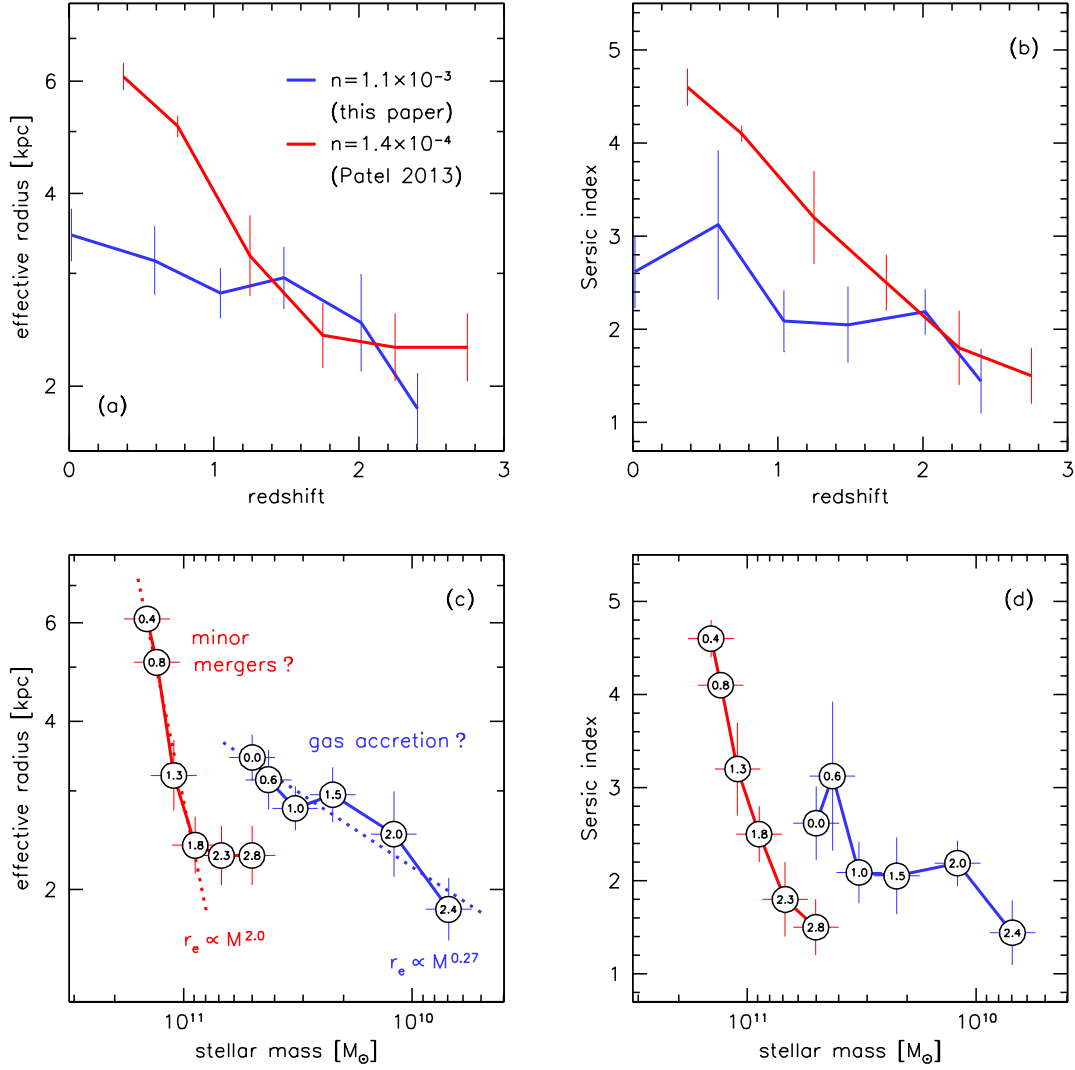 6
4
2
effective radius [kpc]
n=1.1×10⁻³
(this paper)
n=1.4×10⁻⁴
(Patel 2013)
(a)
0 1 2 3
redshift
5
4
3
2
1
Sersic index
(b)
0 1 2 3
redshift
6
4
2
effective radius [kpc]
(c)
minor
mergers ?
gas accretion ?
0.4
0.8
1.3
1.8
2.3
2.8
0.0
0.6
1.0
1.5
2.0
2.4
rₑ ∝ M²·⁰
rₑ ∝ M⁰·²⁷
10¹¹ 10¹⁰
stellar mass [M⊙]
5
4
3
2
1
Sersic index
(d)
0.4
0.8
1.3
1.8
2.3
2.8
0.0
0.6
1.0
1.5
2.0
2.4
10¹¹ 10¹⁰
stellar mass [M⊙]